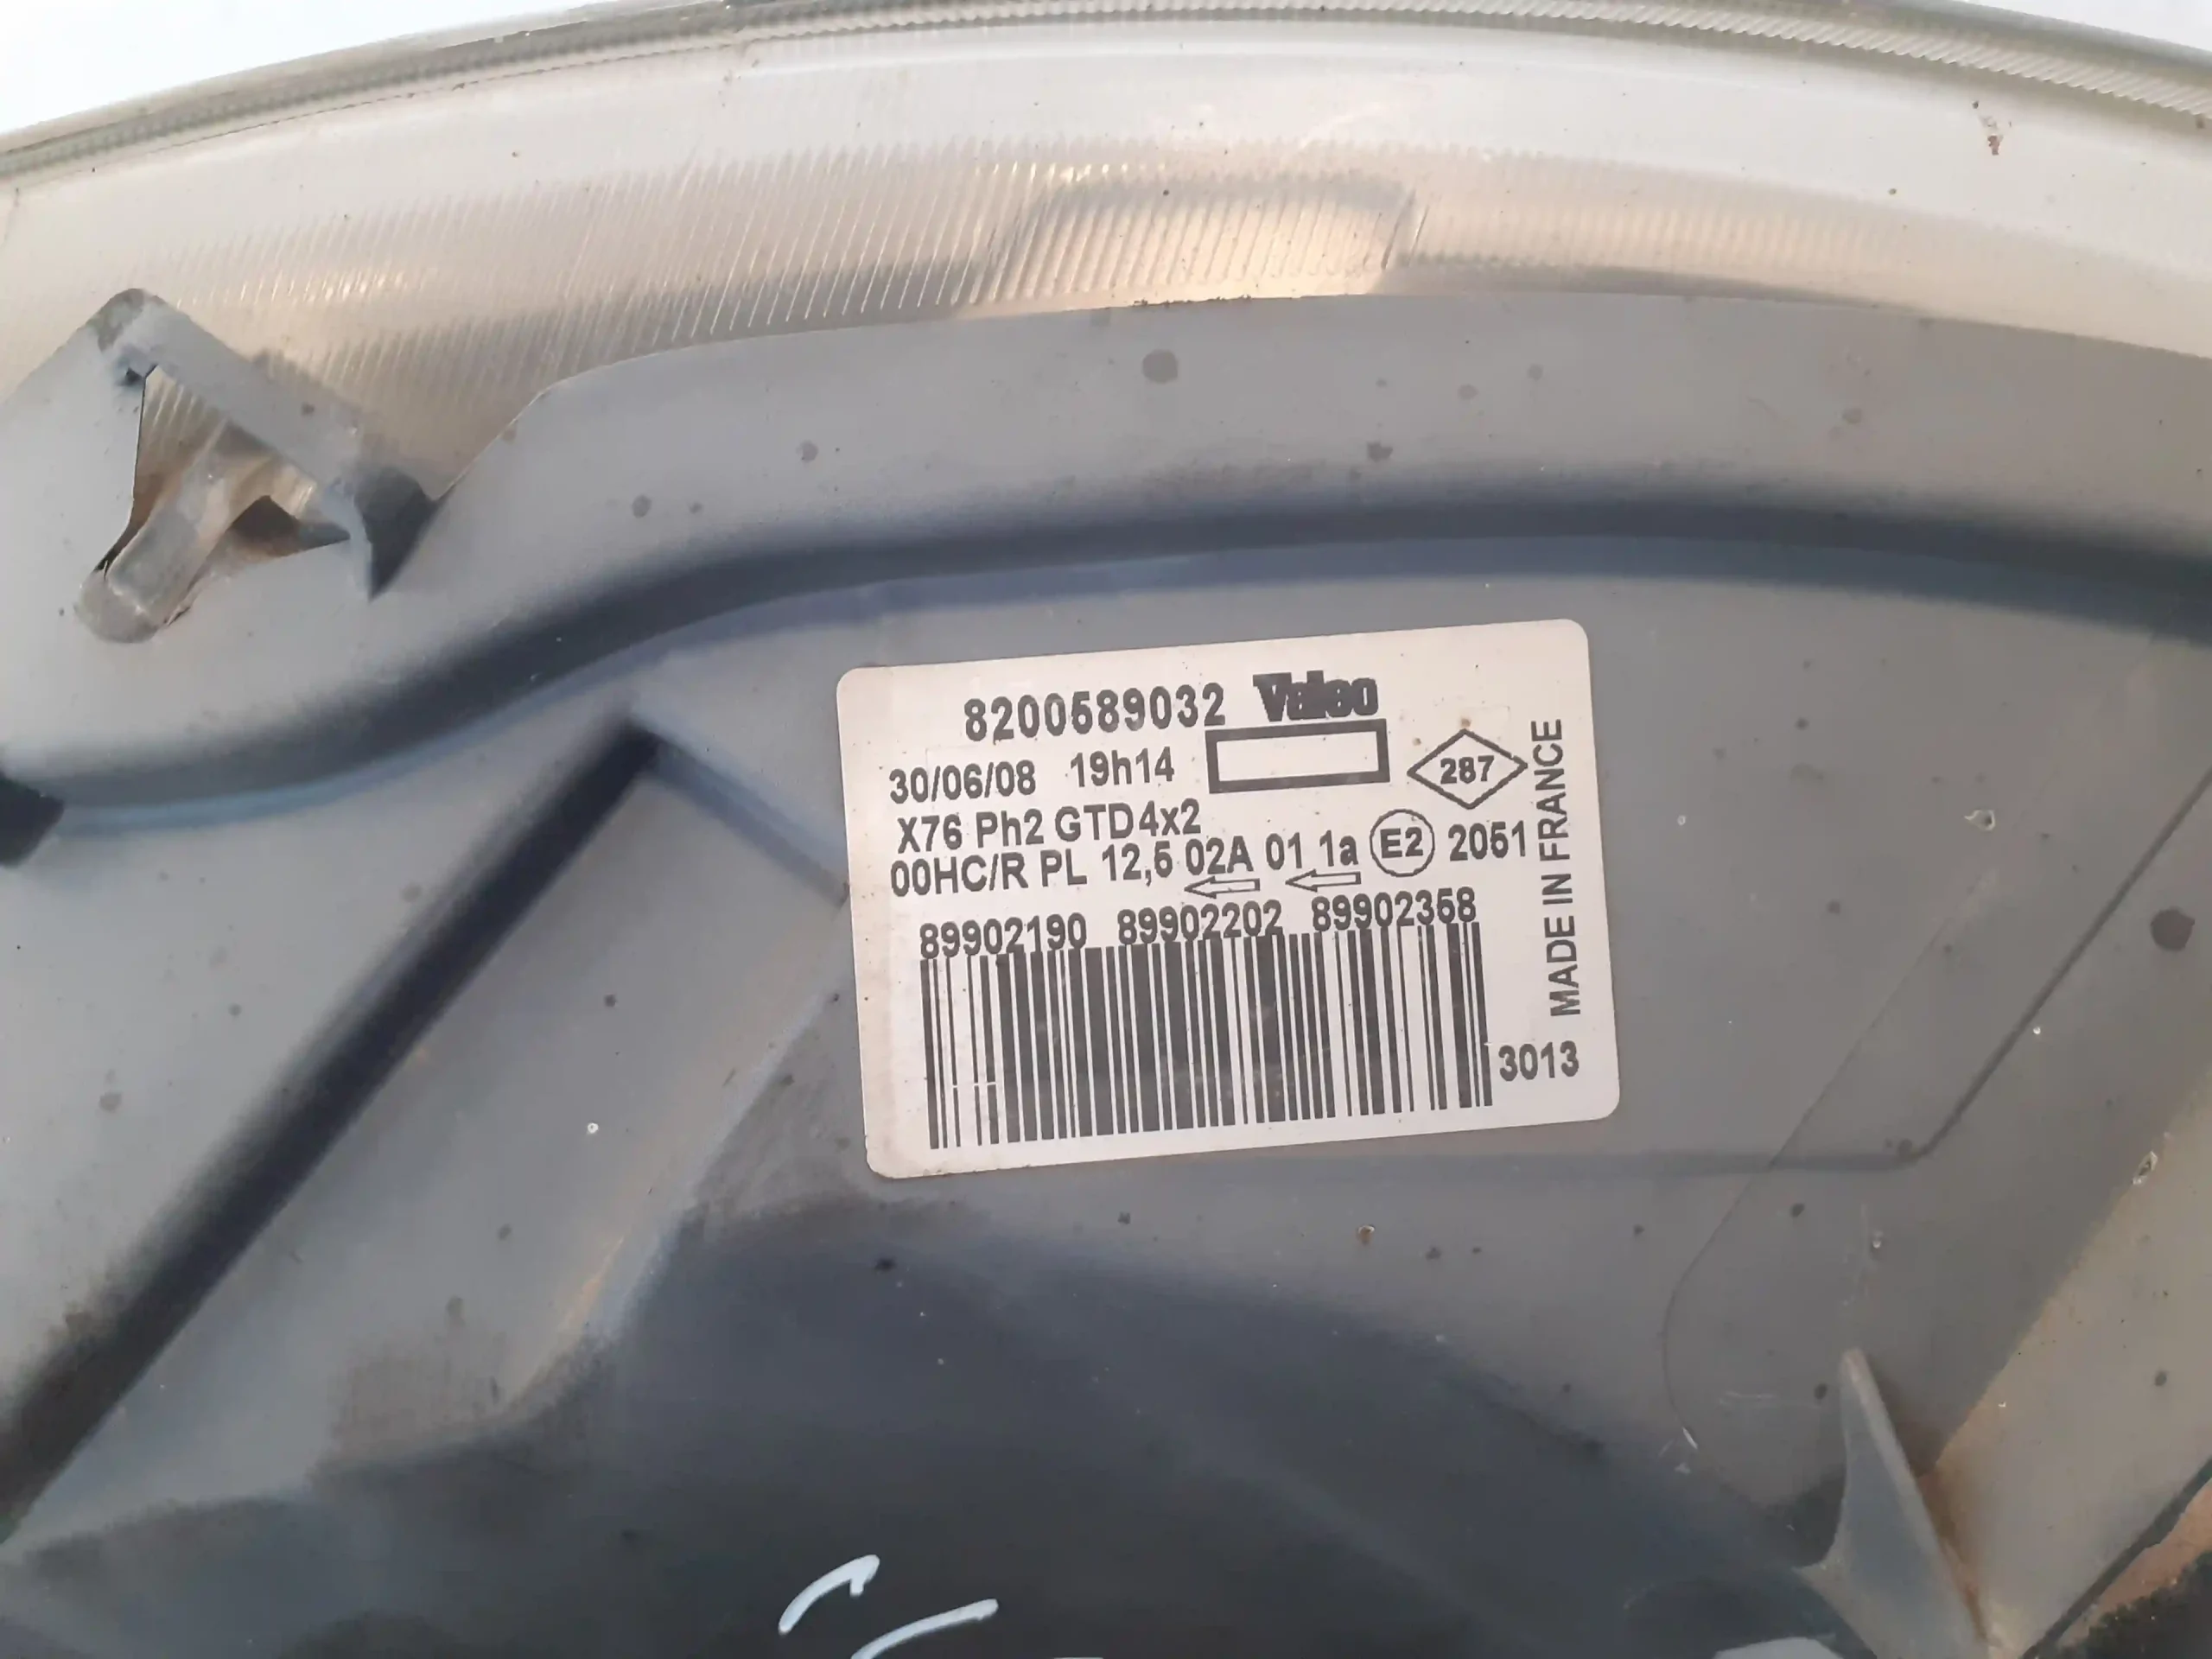 8200589032 Valeo
30/06/08 19h14
287
X76 Ph2 GTD4x2
00HC/R PL 12,5 02A 01 1a E2 2051
89902190 89902202 89902358
3013
MADE IN FRANCE